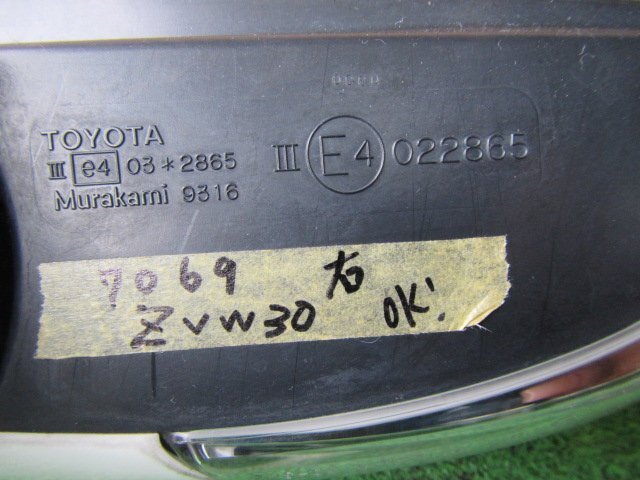 TOYOTA
III e4 03*2865
Murakami 9316
III E4 022865
7069 右
ZVW30 OK!